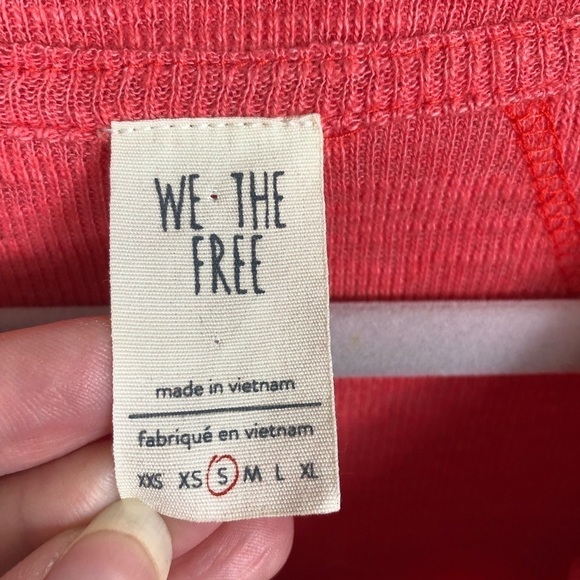 WE · THE
FREE
made in vietnam
fabriqué en vietnam
XXS XS S M L XL